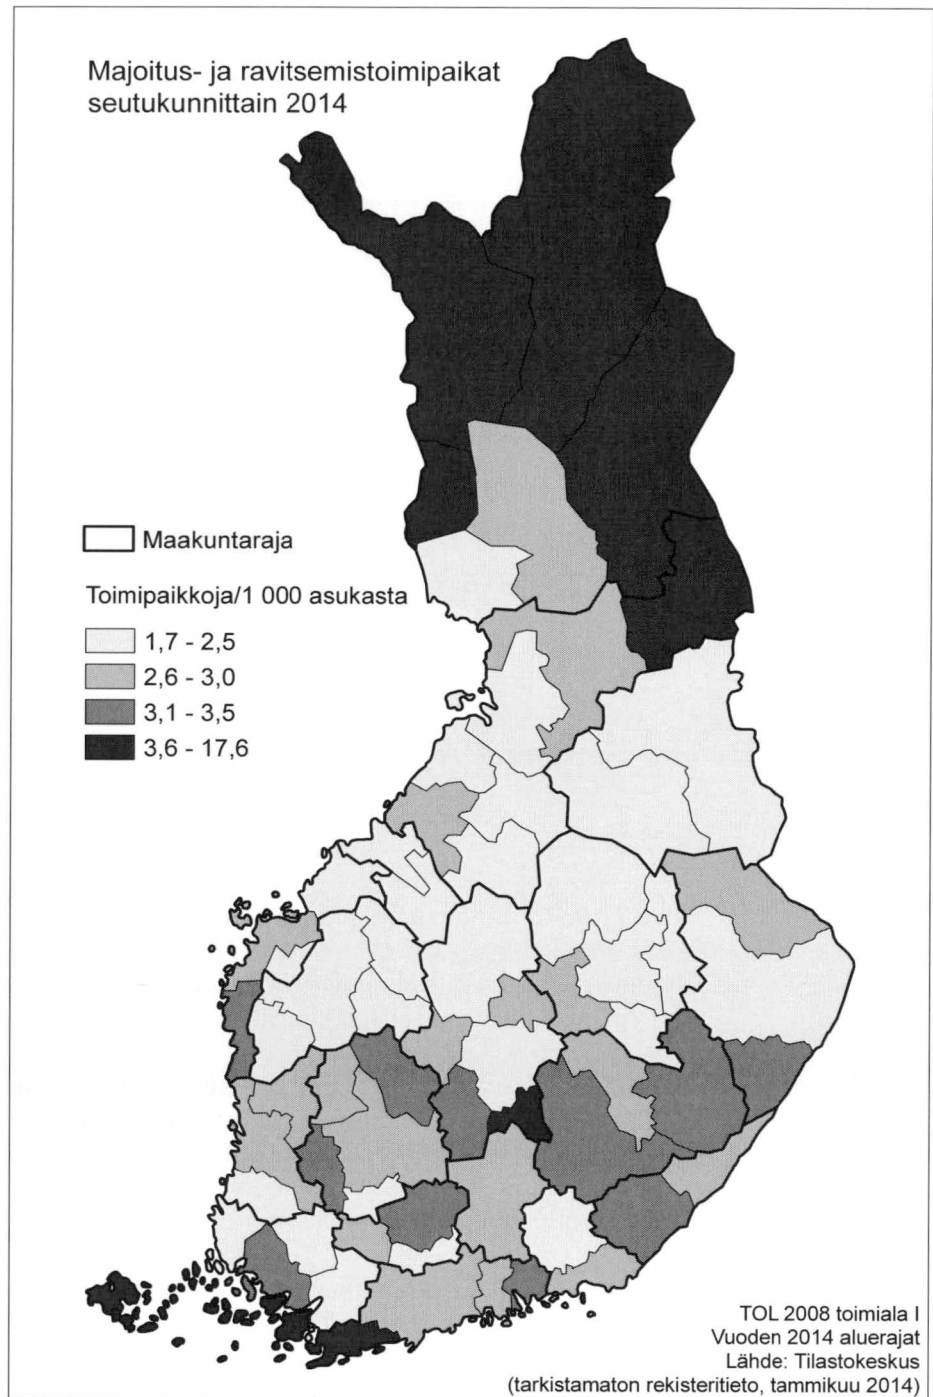 Majoitus- ja ravitsemistoimipaikat
seutukunnittain 2014
Maakuntaraja
Toimipaikkoja/1 000 asukasta
1,7 - 2,5
2,6 - 3,0
3,1 - 3,5
3,6 - 17,6
TOL 2008 toimiala I
Vuoden 2014 aluerajat
Lähde: Tilastokeskus
(tarkistamaton rekisteritieto, tammikuu 2014)